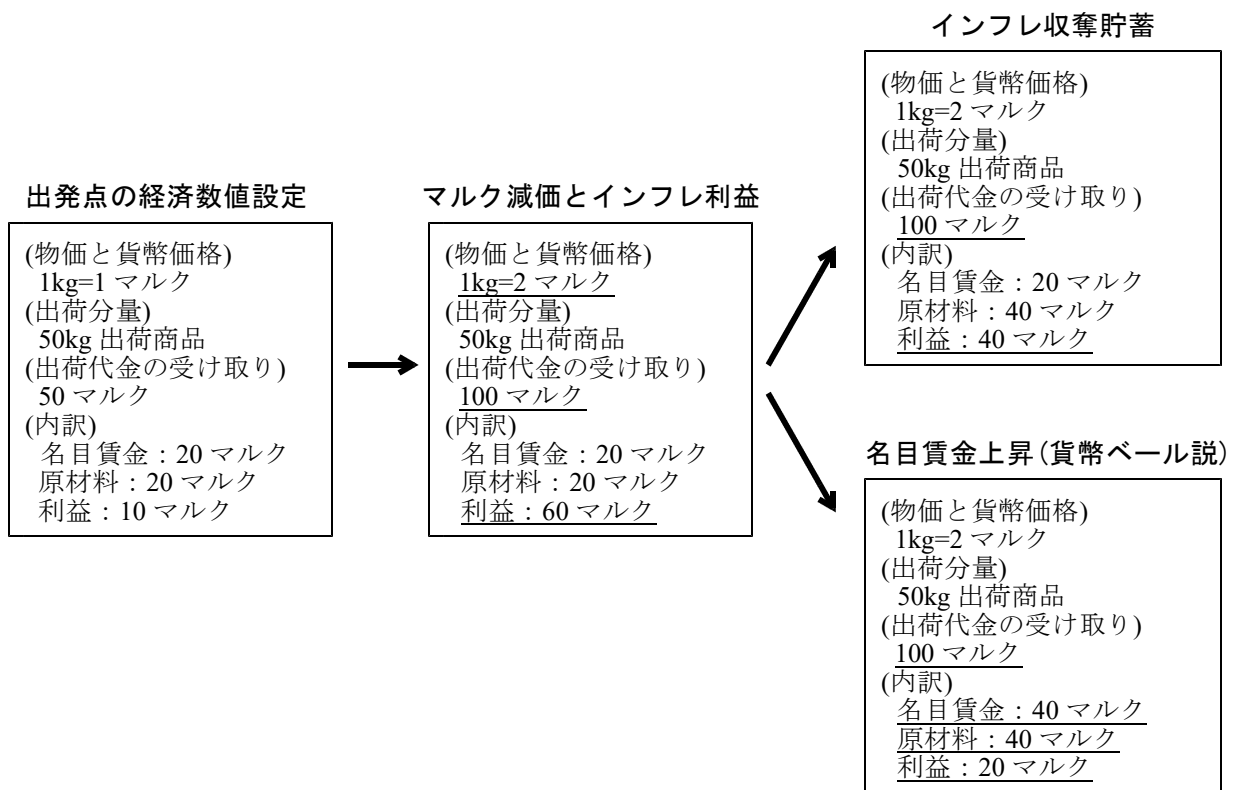 出発点の経済数値設定
(物価と貨幣価格)
1kg=1 マルク
(出荷分量)
50kg 出荷商品
(出荷代金の受け取り)
50 マルク
(内訳)
名目賃金：20 マルク
原材料：20 マルク
利益：10 マルク
マルク減価とインフレ利益
(物価と貨幣価格)
1kg=2 マルク
(出荷分量)
50kg 出荷商品
(出荷代金の受け取り)
100 マルク
(内訳)
名目賃金：20 マルク
原材料：20 マルク
利益：60 マルク
インフレ収奪貯蓄
(物価と貨幣価格)
1kg=2 マルク
(出荷分量)
50kg 出荷商品
(出荷代金の受け取り)
100 マルク
(内訳)
名目賃金：20 マルク
原材料：40 マルク
利益：40 マルク
名目賃金上昇(貨幣ベール説)
(物価と貨幣価格)
1kg=2 マルク
(出荷分量)
50kg 出荷商品
(出荷代金の受け取り)
100 マルク
(内訳)
名目賃金：40 マルク
原材料：40 マルク
利益：20 マルク